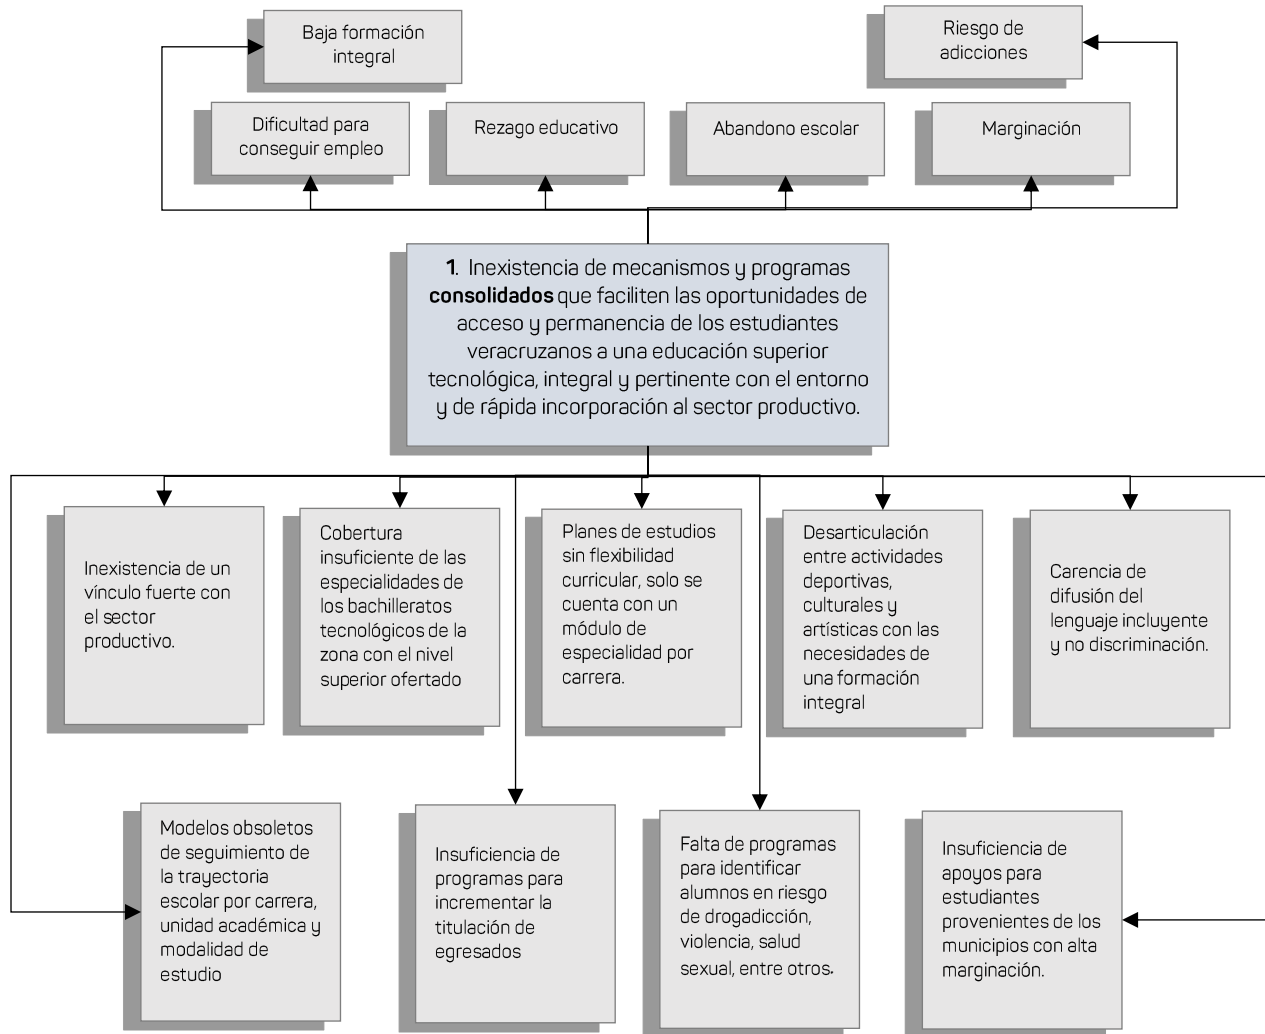 Baja formación
integral
Riesgo de
adicciones
Dificultad para
conseguir empleo
Rezago educativo
Abandono escolar
Marginación
1. Inexistencia de mecanismos y programas
consolidados que faciliten las oportunidades de
acceso y permanencia de los estudiantes
veracruzanos a una educación superior
tecnológica, integral y pertinente con el entorno
y de rápida incorporación al sector productivo.
Inexistencia de un
vínculo fuerte con
el sector
productivo.
Cobertura
insuficiente de las
especialidades de
los bachilleratos
tecnológicos de la
zona con el nivel
superior ofertado
Planes de estudios
sin flexibilidad
curricular, solo se
cuenta con un
módulo de
especialidad por
carrera.
Desarticulación
entre actividades
deportivas,
culturales y
artísticas con las
necesidades de
una formación
integral
Carencia de
difusión del
lenguaje incluyente
y no discriminación.
Modelos obsoletos
de seguimiento de
la trayectoria
escolar por carrera,
unidad académica y
modalidad de
estudio
Insuficiencia de
programas para
incrementar la
titulación de
egresados
Falta de programas
para identificar
alumnos en riesgo
de drogadicción,
violencia, salud
sexual, entre otros.
Insuficiencia de
apoyos para
estudiantes
provenientes de los
municipios con alta
marginación.